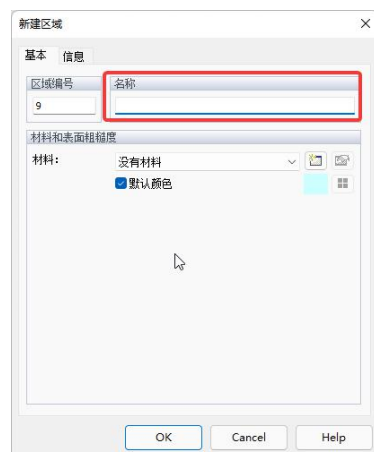 新建区域
基本 信息
区域编号 名称
9
材料和表面粗糙度
材料: 没有材料
默认颜色
OK Cancel Help